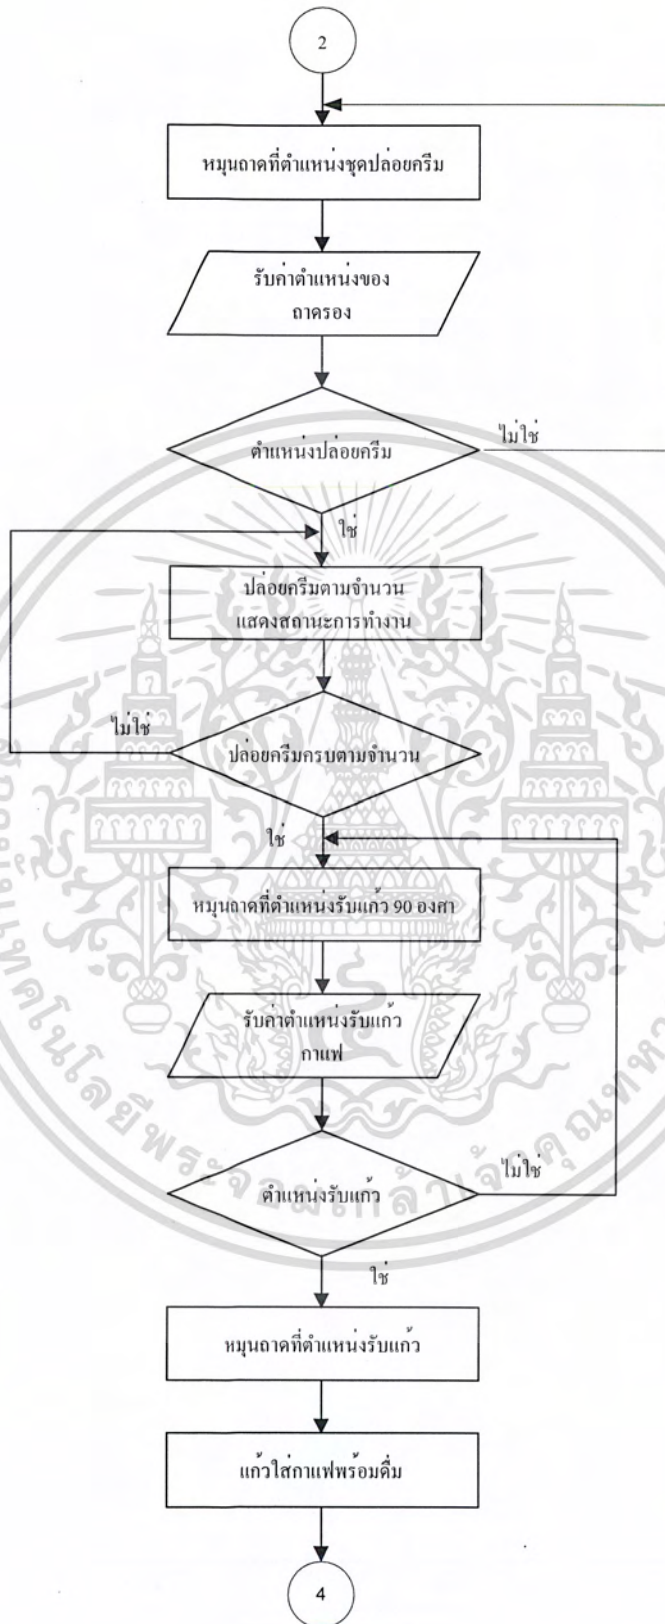 2
หมุนถาดที่ตำแหน่งชุดปล่อยครีม
รับค่าตำแหน่งของ
ถาดรอง
ตำแหน่งปล่อยครีม
ไม่ใช่
ใช่
ปล่อยครีมตามจำนวน
แสดงสถานะการทำงาน
ไม่ใช่
ปล่อยครีมครบตามจำนวน
ใช่
หมุนถาดที่ตำแหน่งรับแก้ว 90 องศา
รับค่าตำแหน่งรับแก้ว
กาแฟ
ตำแหน่งรับแก้ว
ไม่ใช่
ใช่
หมุนถาดที่ตำแหน่งรับแก้ว
แก้วใส่กาแฟพร้อมดื่ม
4